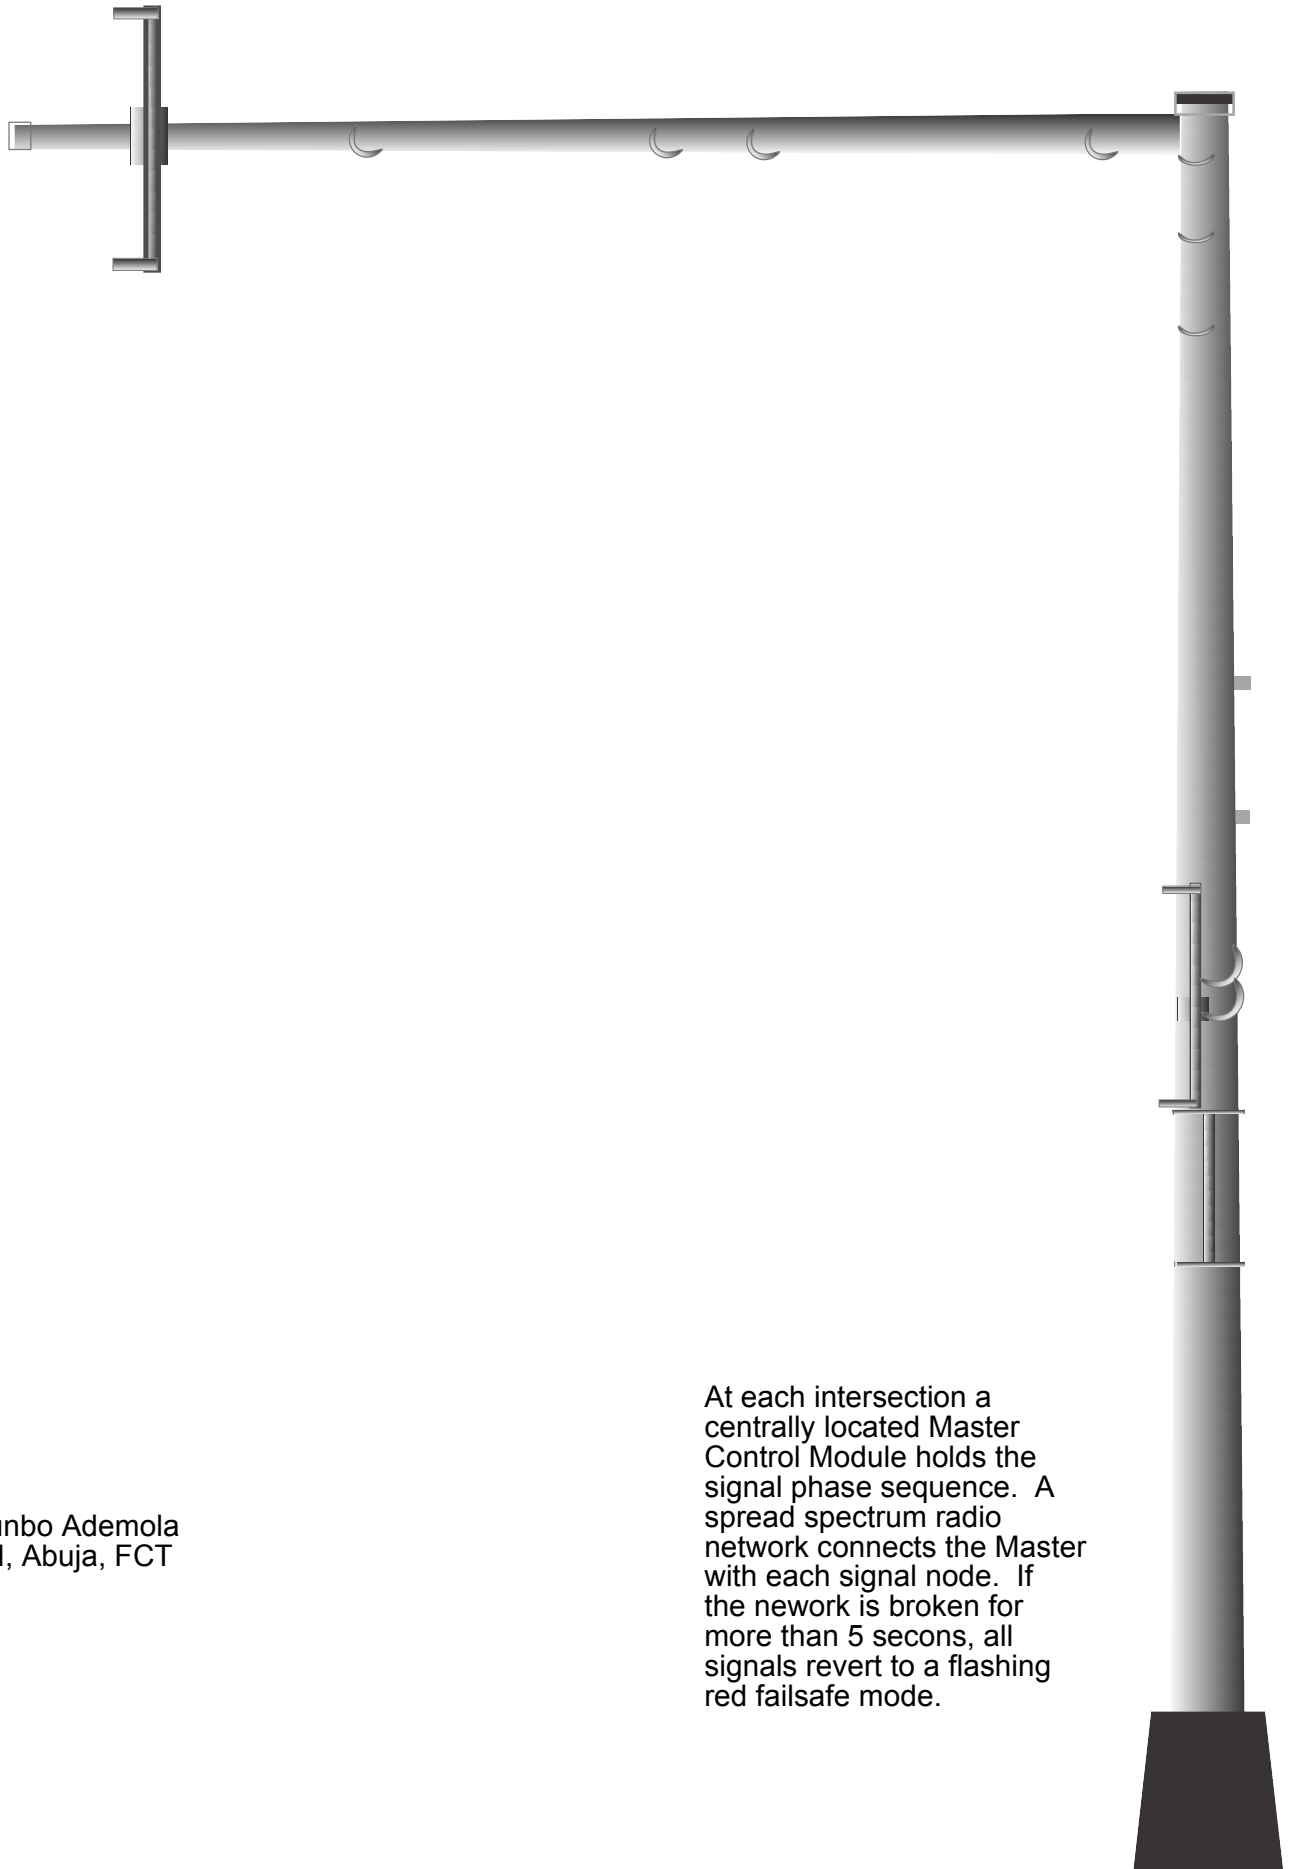 At each intersection a
centrally located Master
Control Module holds the
signal phase sequence.  A
spread spectrum radio
network connects the Master
with each signal node.  If
the nework is broken for
more than 5 secons, all
signals revert to a flashing
red failsafe mode.
Ademola
, Abuja, FCT